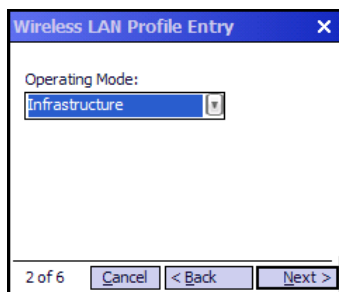 Wireless LAN Profile Entry X
Operating Mode:
Infrastructure
2 of 6 Cancel < Back Next >